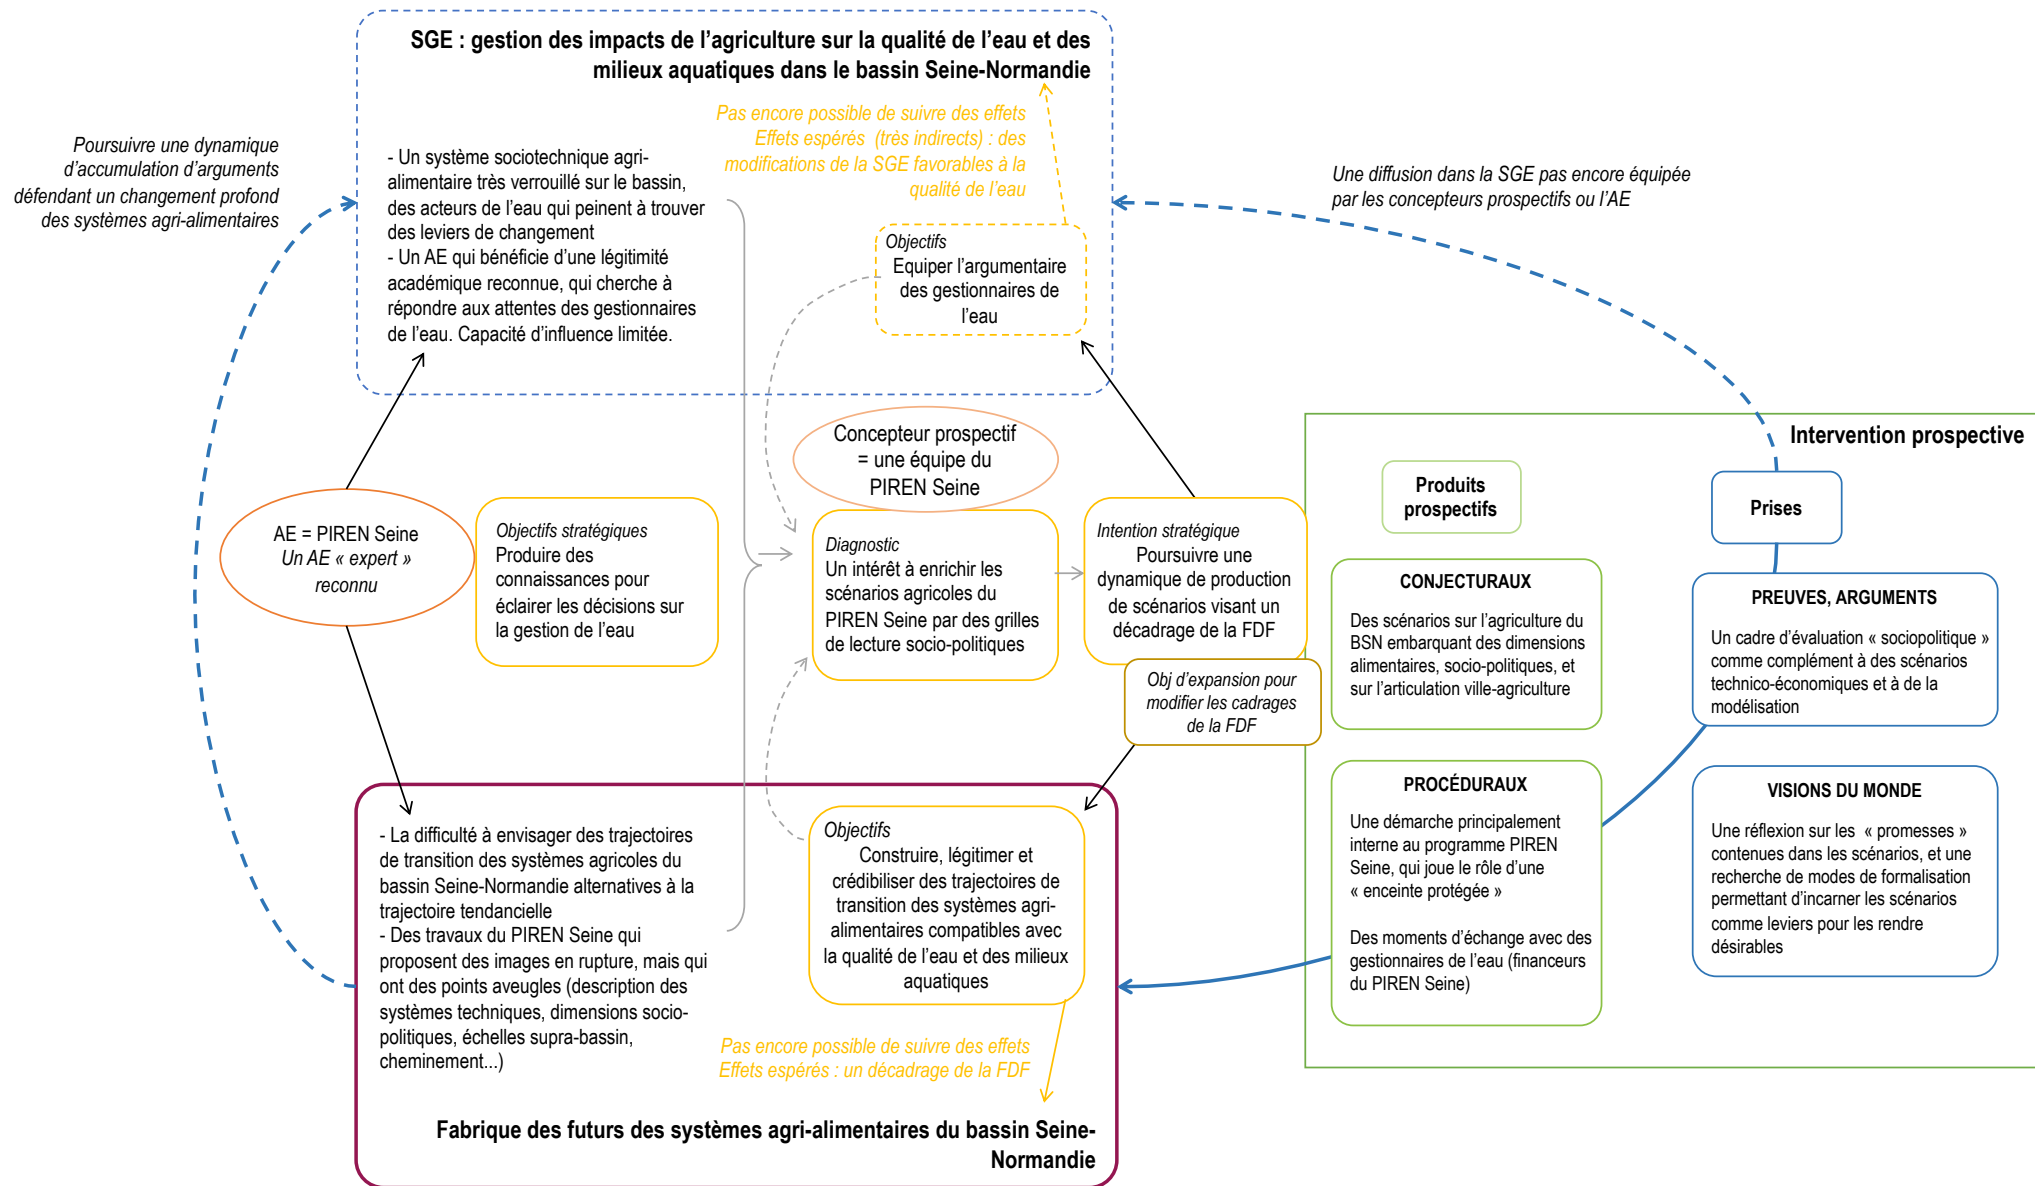 SGE : gestion des impacts de l’agriculture sur la qualité de l’eau et des
milieux aquatiques dans le bassin Seine-Normandie
Pas encore possible de suivre des effets
Effets espérés (très indirects) : des
modifications de la SGE favorables à la
qualité de l’eau
Poursuivre une dynamique
d’accumulation d’arguments
défendant un changement profond
des systèmes agri-alimentaires
- Un système sociotechnique agri-
alimentaire très verrouillé sur le bassin,
des acteurs de l’eau qui peinent à trouver
des leviers de changement
- Un AE qui bénéficie d’une légitimité
académique reconnue, qui cherche à
répondre aux attentes des gestionnaires
de l’eau. Capacité d’influence limitée.
Objectifs
Equiper l’argumentaire
des gestionnaires de
l’eau
Une diffusion dans la SGE pas encore équipée
par les concepteurs prospectifs ou l’AE
Concepteur prospectif
= une équipe du
PIREN Seine
AE = PIREN Seine
Un AE « expert »
reconnu
Objectifs stratégiques
Produire des
connaissances pour
éclairer les décisions sur
la gestion de l’eau
Diagnostic
Un intérêt à enrichir les
scénarios agricoles du
PIREN Seine par des grilles
de lecture socio-politiques
Intention stratégique
Poursuivre une
dynamique de production
de scénarios visant un
décadrage de la FDF
Obj d’expansion pour
modifier les cadrages
de la FDF
Intervention prospective
Produits
prospectifs
Prises
CONJECTURAUX
Des scénarios sur l’agriculture du
BSN embarquant des dimensions
alimentaires, socio-politiques, et
sur l’articulation ville-agriculture
PREUVES, ARGUMENTS
Un cadre d’évaluation « sociopolitique »
comme complément à des scénarios
technico-économiques et à de la
modélisation
PROCÉDURAUX
Une démarche principalement
interne au programme PIREN
Seine, qui joue le rôle d’une
« enceinte protégée »
Des moments d’échange avec des
gestionnaires de l’eau (financeurs
du PIREN Seine)
VISIONS DU MONDE
Une réflexion sur les « promesses »
contenues dans les scénarios, et une
recherche de modes de formalisation
permettant d’incarner les scénarios
comme leviers pour les rendre
désirables
- La difficulté à envisager des trajectoires
de transition des systèmes agricoles du
bassin Seine-Normandie alternatives à la
trajectoire tendancielle
- Des travaux du PIREN Seine qui
proposent des images en rupture, mais qui
ont des points aveugles (description des
systèmes techniques, dimensions socio-
politiques, échelles supra-bassin,
cheminement...)
Objectifs
Construire, légitimer et
crédibiliser des trajectoires de
transition des systèmes agri-
alimentaires compatibles avec
la qualité de l’eau et des milieux
aquatiques
Pas encore possible de suivre des effets
Effets espérés : un décadrage de la FDF
Fabrique des futurs des systèmes agri-alimentaires du bassin Seine-
Normandie